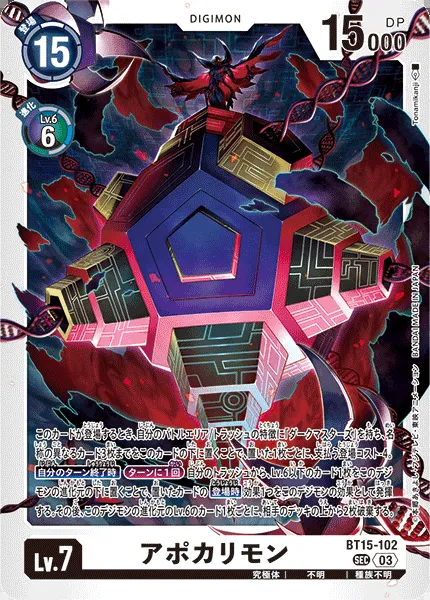 DIGIMON
登場
15
15000
DP
進化
Lv.6
6
Tonamikanji
BANDAI MADE IN JAPAN
このカードが登場するとき、自分のバトルエリア/トラッシュの特徴に「ダークマスターズ」を持つ、名
称の異なるカード3枚までをこのカードの下に置くことで、置いた1枚ごとに、支払う登場コスト-4。
自分のターン終了時 ターンに1回 自分のトラッシュから、Lv.6以下のカード1枚をこのデジ
モンの進化元の下に置くことで、置いたカードの 登場時 効果1つをこのデジモンの効果として発揮
する。その後、このデジモンの進化元のLv.6のカード1枚ごとに、相手のデッキの上から2枚破棄する。
Lv.7
アポカリモン
BT15-102
SEC
03
究極体
不明
種族不明